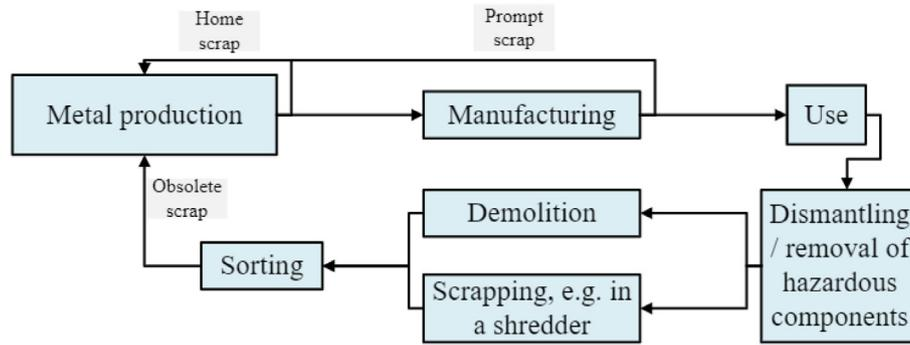 Home
scrap
Prompt
scrap
Metal production
Manufacturing
Use
Obsolete
scrap
Demolition
Dismantling
/ removal of
hazardous
components
Sorting
Scrapping, e.g. in
a shredder